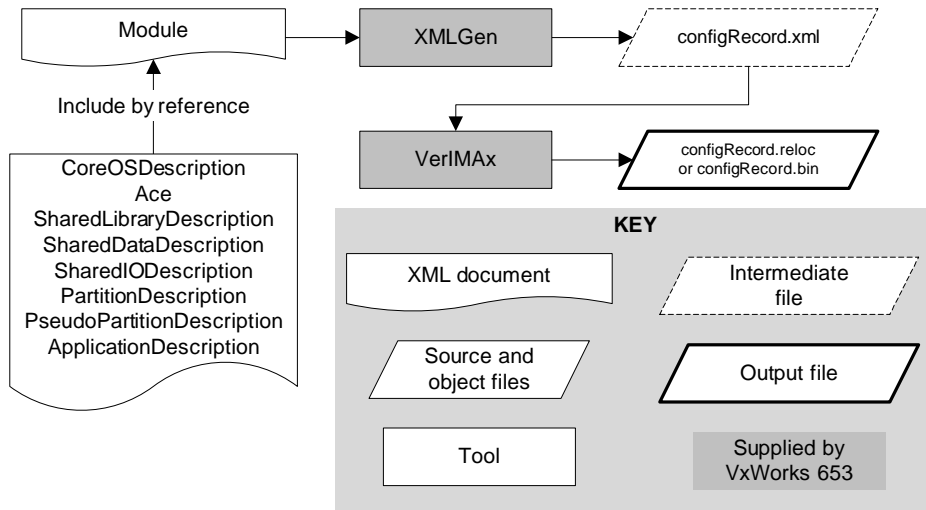 Module
XMLGen
configRecord.xml
Include by reference
VerIMAx
configRecord.reloc
or configRecord.bin
CoreOSDescription
Ace
SharedLibraryDescription
SharedDataDescription
SharedIODescription
PartitionDescription
PseudoPartitionDescription
ApplicationDescription
KEY
XML document
Intermediate
file
Source and
object files
Output file
Tool
Supplied by
VxWorks 653